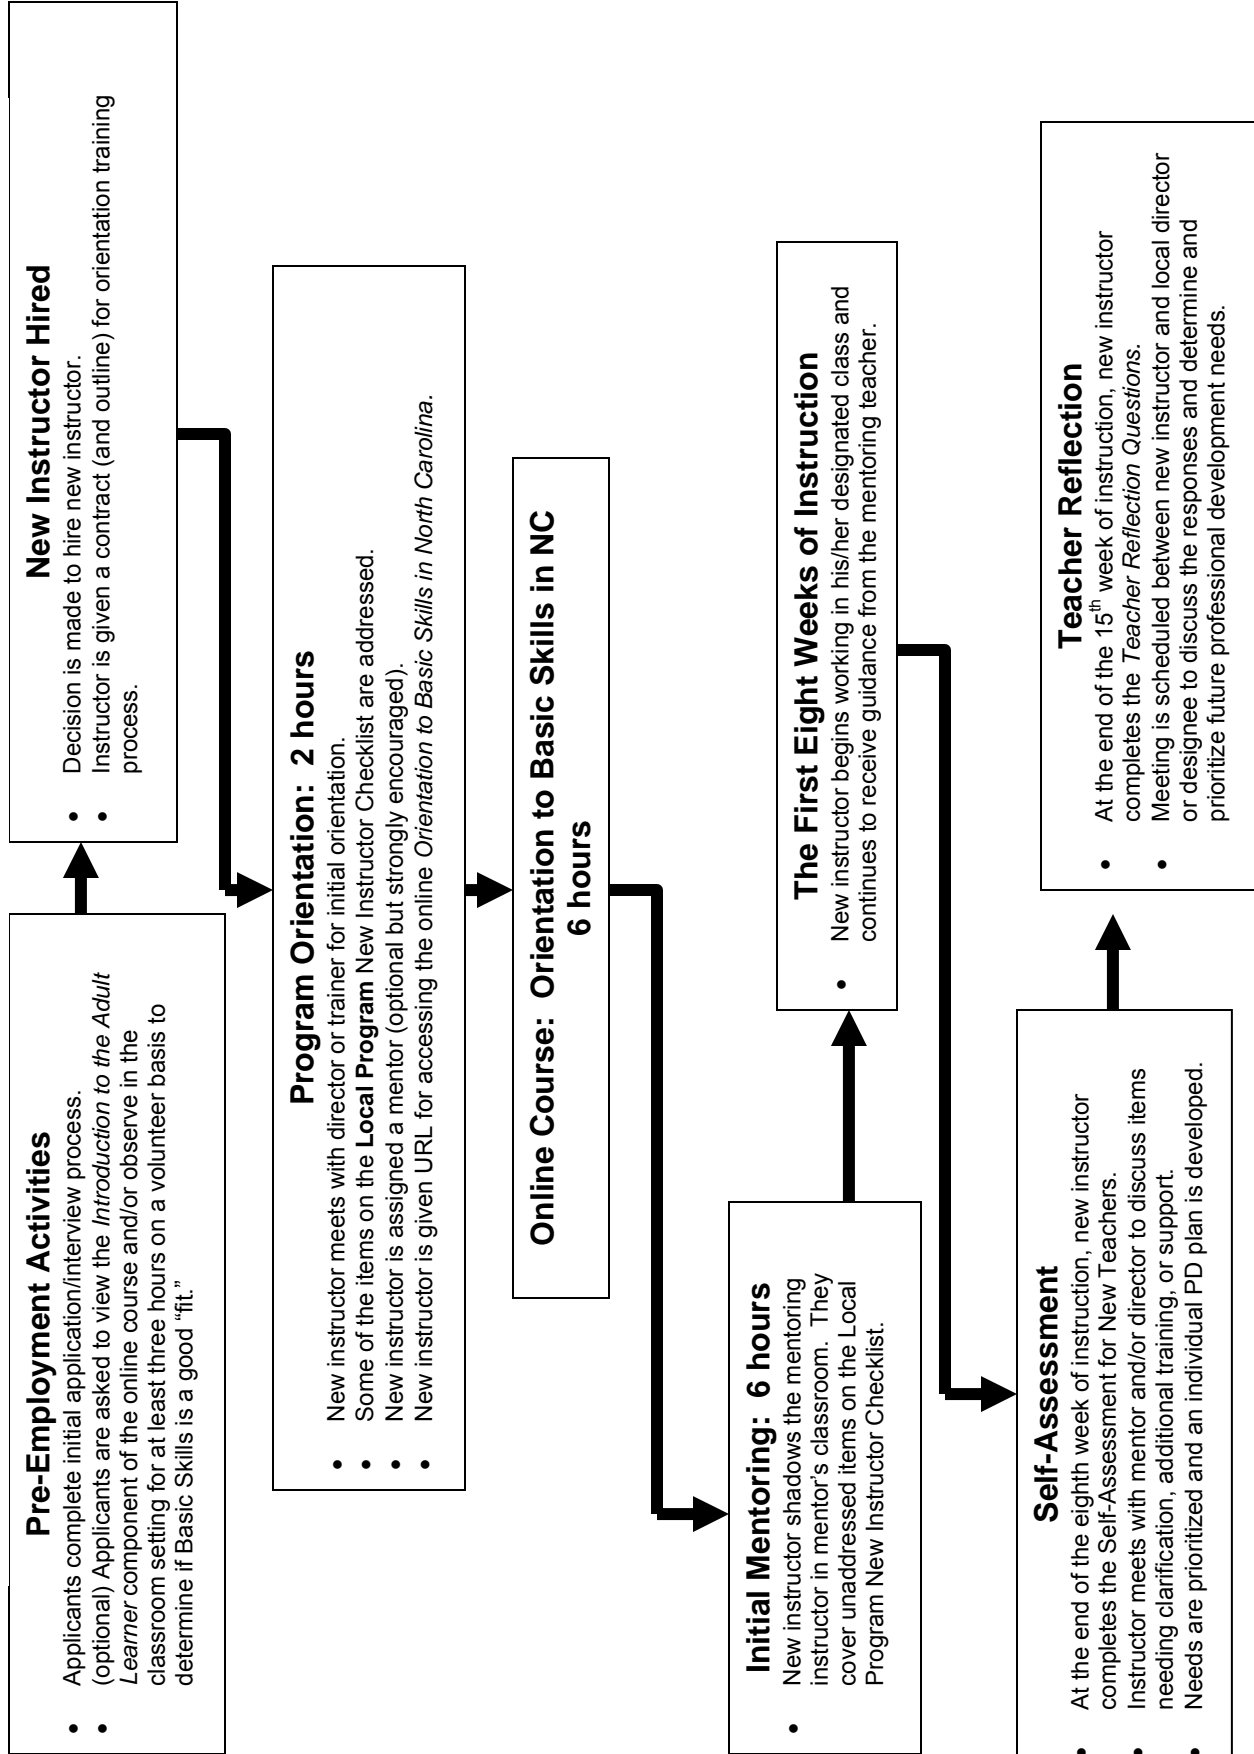 Pre-Employment Activities
• Applicants complete initial application/interview process.
• (optional) Applicants are asked to view the Introduction to the Adult
Learner component of the online course and/or observe in the
classroom setting for at least three hours on a volunteer basis to
determine if Basic Skills is a good “fit.”
New Instructor Hired
• Decision is made to hire new instructor.
• Instructor is given a contract (and outline) for orientation training
process.
Program Orientation: 2 hours
• New instructor meets with director or trainer for initial orientation.
• Some of the items on the Local Program New Instructor Checklist are addressed.
• New instructor is assigned a mentor (optional but strongly encouraged).
• New instructor is given URL for accessing the online Orientation to Basic Skills in North Carolina.
Online Course: Orientation to Basic Skills in NC
6 hours
Initial Mentoring: 6 hours
• New instructor shadows the mentoring
instructor in mentor’s classroom. They
cover unaddressed items on the Local
Program New Instructor Checklist.
The First Eight Weeks of Instruction
• New instructor begins working in his/her designated class and
continues to receive guidance from the mentoring teacher.
Self-Assessment
• At the end of the eighth week of instruction, new instructor
completes the Self-Assessment for New Teachers.
• Instructor meets with mentor and/or director to discuss items
needing clarification, additional training, or support.
• Needs are prioritized and an individual PD plan is developed.
Teacher Reflection
• At the end of the 15th week of instruction, new instructor
completes the Teacher Reflection Questions.
• Meeting is scheduled between new instructor and local director
or designee to discuss the responses and determine and
prioritize future professional development needs.